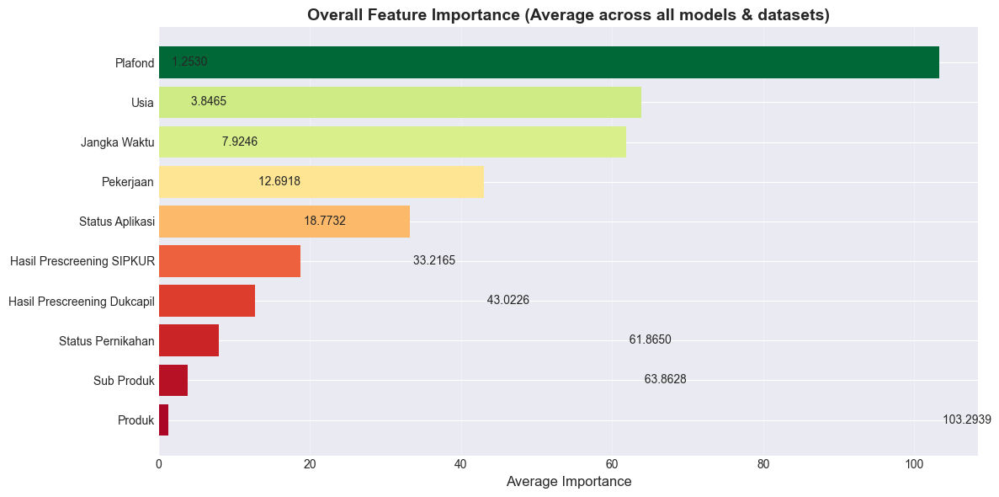 Overall Feature Importance (Average across all models & datasets)
Plafond 1.2530
Usia 3.8465
Jangka Waktu 7.9246
Pekerjaan 12.6918
Status Aplikasi 18.7732
Hasil Prescreening SIPKUR 33.2165
Hasil Prescreening Dukcapil 43.0226
Status Pernikahan 61.8650
Sub Produk 63.8628
Produk 103.2939
0 20 40 60 80 100
Average Importance